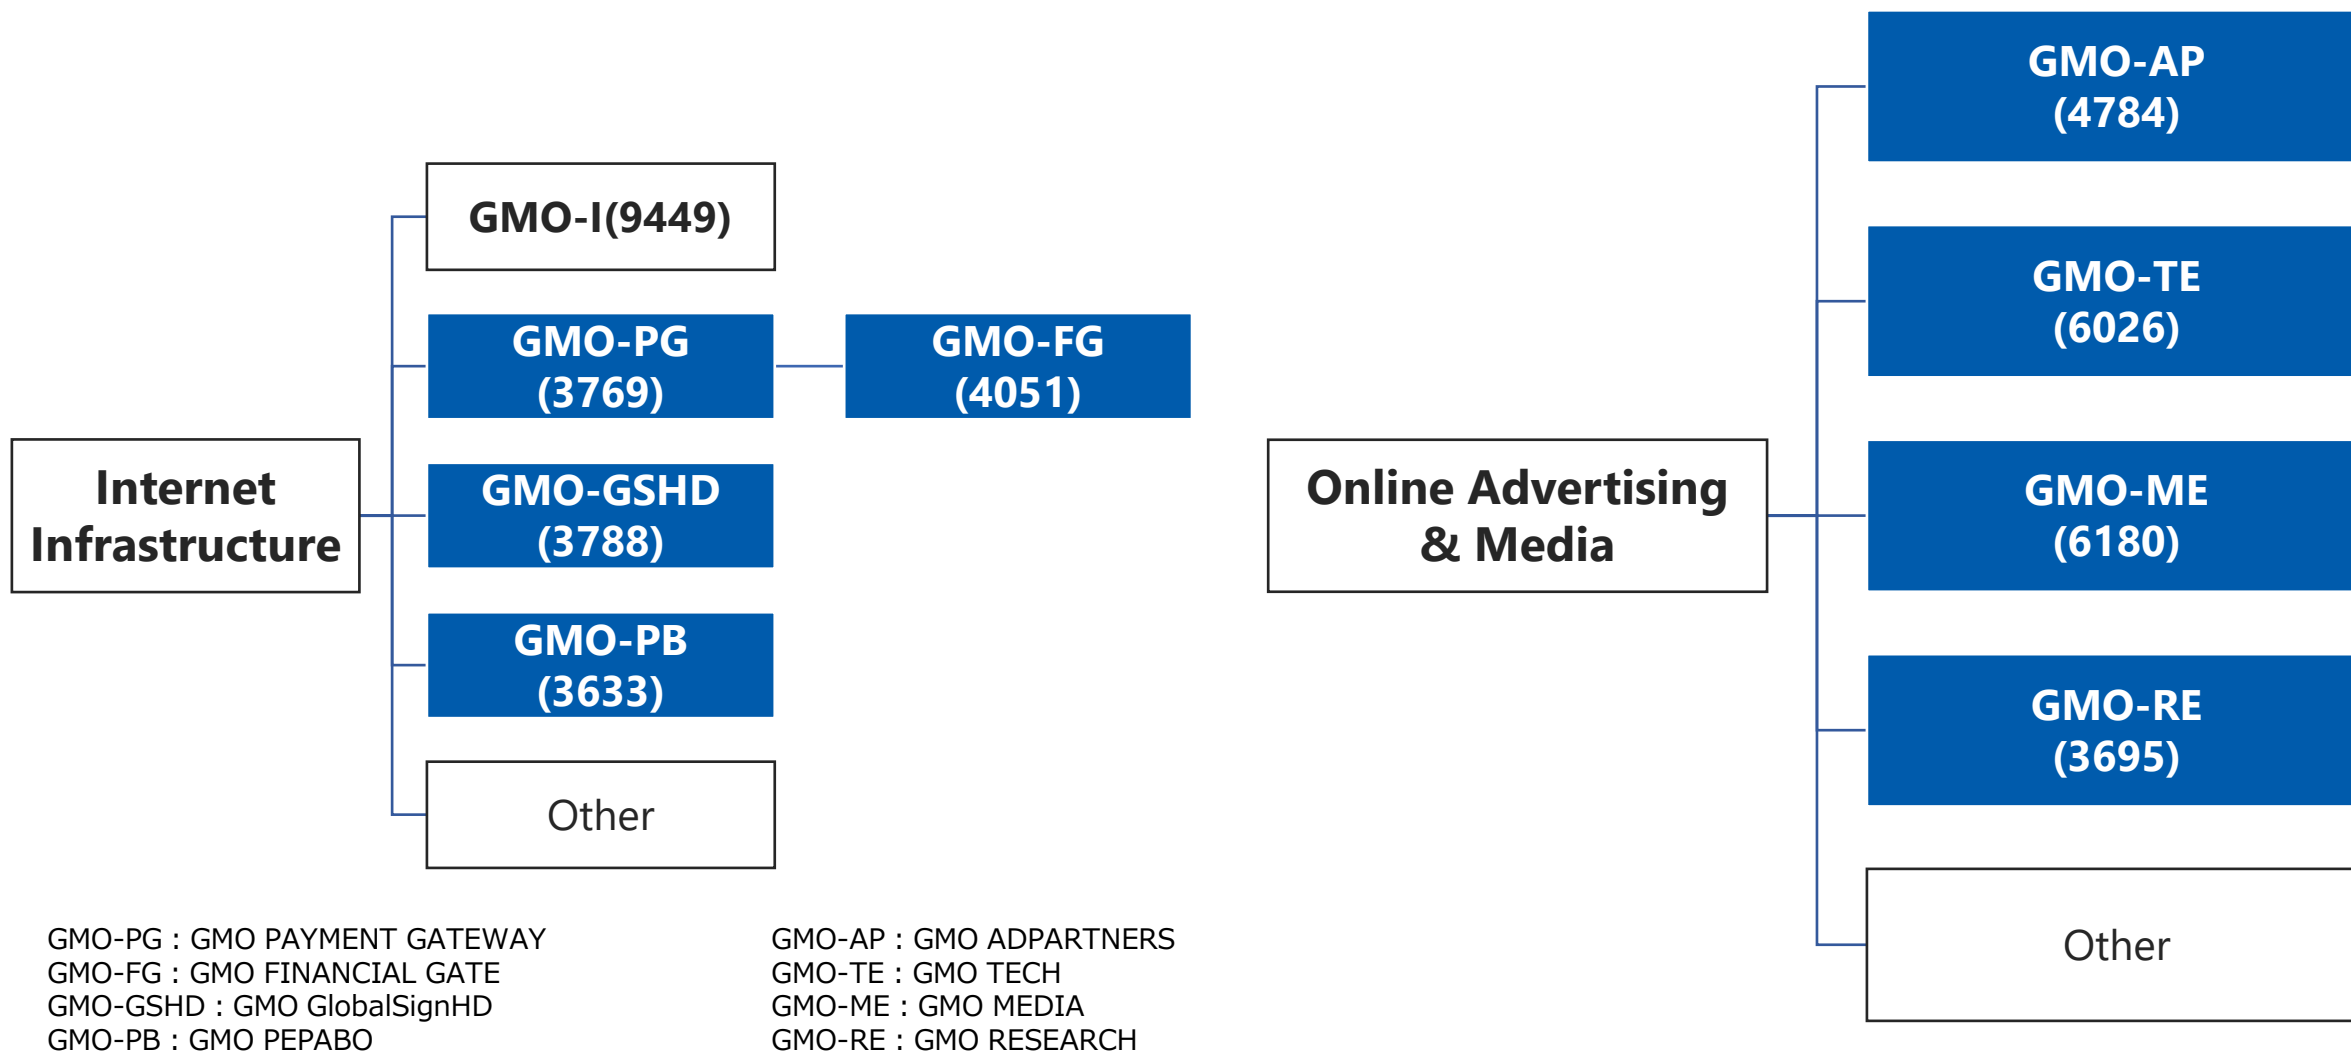 Internet
Infrastructure
GMO-I(9449)
GMO-PG
(3769)
GMO-FG
(4051)
GMO-GSHD
(3788)
GMO-PB
(3633)
Other
Online Advertising
& Media
GMO-AP
(4784)
GMO-TE
(6026)
GMO-ME
(6180)
GMO-RE
(3695)
Other
GMO-PG : GMO PAYMENT GATEWAY
GMO-FG : GMO FINANCIAL GATE
GMO-GSHD : GMO GlobalSignHD
GMO-PB : GMO PEPABO
GMO-AP : GMO ADPARTNERS
GMO-TE : GMO TECH
GMO-ME : GMO MEDIA
GMO-RE : GMO RESEARCH